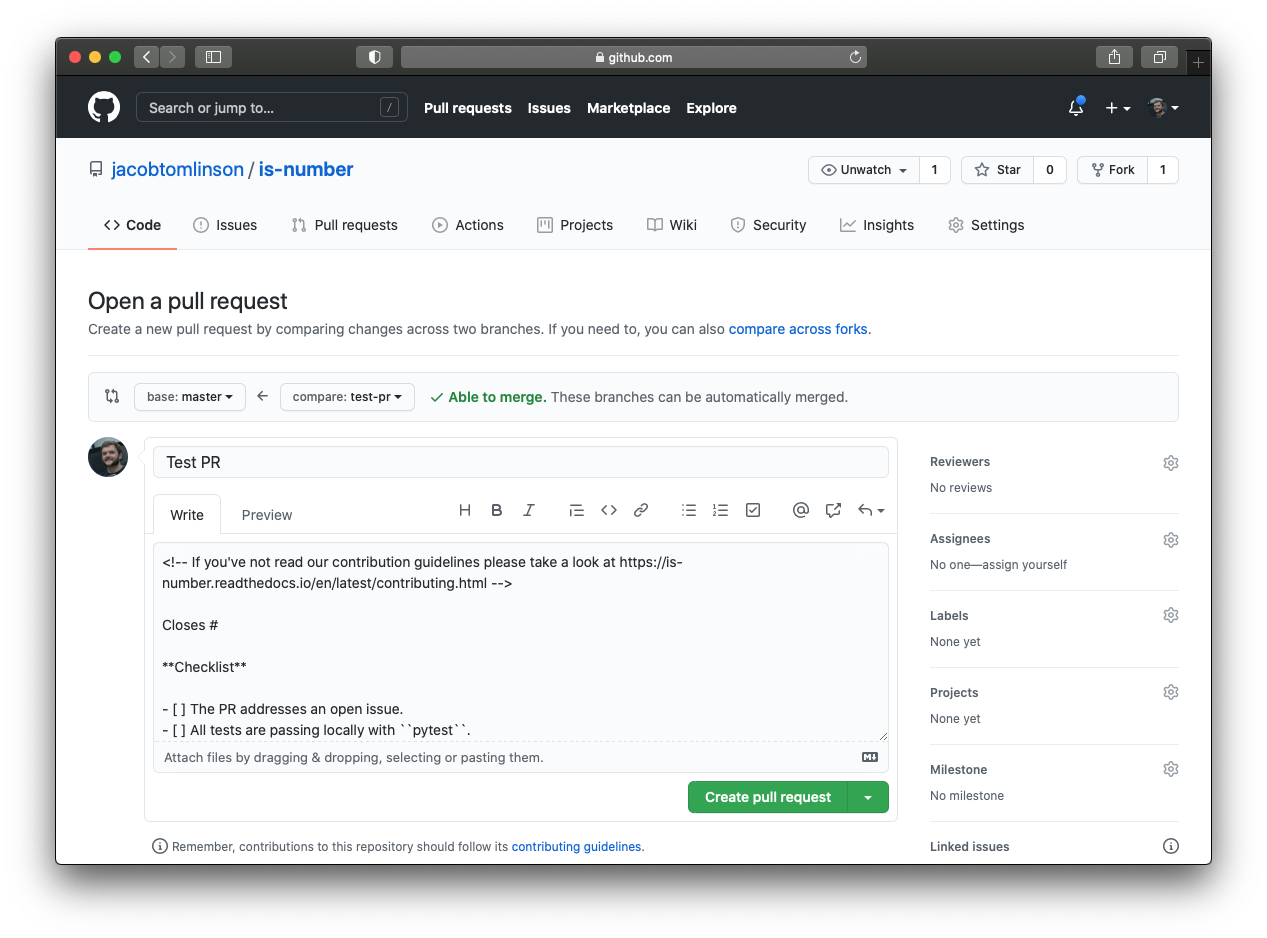 github.com
Search or jump to... /
Pull requests Issues Marketplace Explore
jacobtomlinson / is-number
Unwatch 1 Star 0 Fork 1
Code Issues Pull requests Actions Projects Wiki Security Insights Settings
Open a pull request
Create a new pull request by comparing changes across two branches. If you need to, you can also compare across forks.
base: master compare: test-pr Able to merge. These branches can be automatically merged.
Test PR
Write Preview
<!-- If you've not read our contribution guidelines please take a look at https://is-
number.readthedocs.io/en/latest/contributing.html -->
Closes #
**Checklist**
- [ ] The PR addresses an open issue.
- [ ] All tests are passing locally with ``pytest``.
Attach files by dragging & dropping, selecting or pasting them.
Create pull request
Remember, contributions to this repository should follow its contributing guidelines.
Reviewers
No reviews
Assignees
No one—assign yourself
Labels
None yet
Projects
None yet
Milestone
No milestone
Linked issues